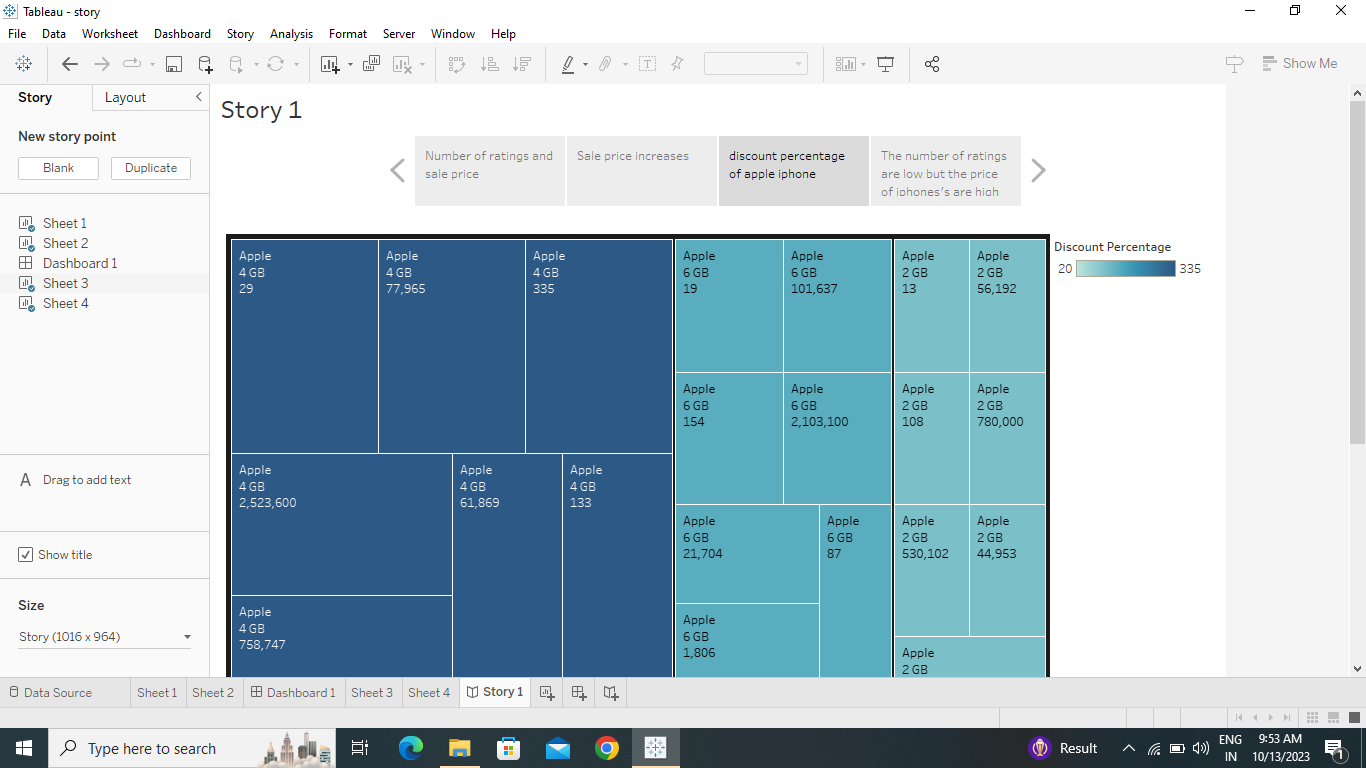 Tableau - story
File Data Worksheet Dashboard Story Analysis Format Server Window Help
Show Me
Story
Layout
New story point
Blank
Duplicate
Sheet 1
Sheet 2
Dashboard 1
Sheet 3
Sheet 4
A Drag to add text
Show title
Size
Story (1016 x 964)
Story 1
Number of ratings and
sale price
Sale price increases
discount percentage
of apple iphone
The number of ratings
are low but the price
of iphones's are high
Apple
4 GB
29
Apple
4 GB
77,965
Apple
4 GB
335
Apple
4 GB
2,523,600
Apple
4 GB
61,869
Apple
4 GB
133
Apple
4 GB
758,747
Apple
6 GB
19
Apple
6 GB
101,637
Apple
6 GB
154
Apple
6 GB
2,103,100
Apple
6 GB
21,704
Apple
6 GB
87
Apple
6 GB
1,806
Apple
2 GB
13
Apple
2 GB
56,192
Apple
2 GB
108
Apple
2 GB
780,000
Apple
2 GB
530,102
Apple
2 GB
44,953
Apple
2 GB
Discount Percentage
20 335
Data Source Sheet 1 Sheet 2 Dashboard 1 Sheet 3 Sheet 4 Story 1
Type here to search
Result
ENG
IN
9:53 AM
10/13/2023
1